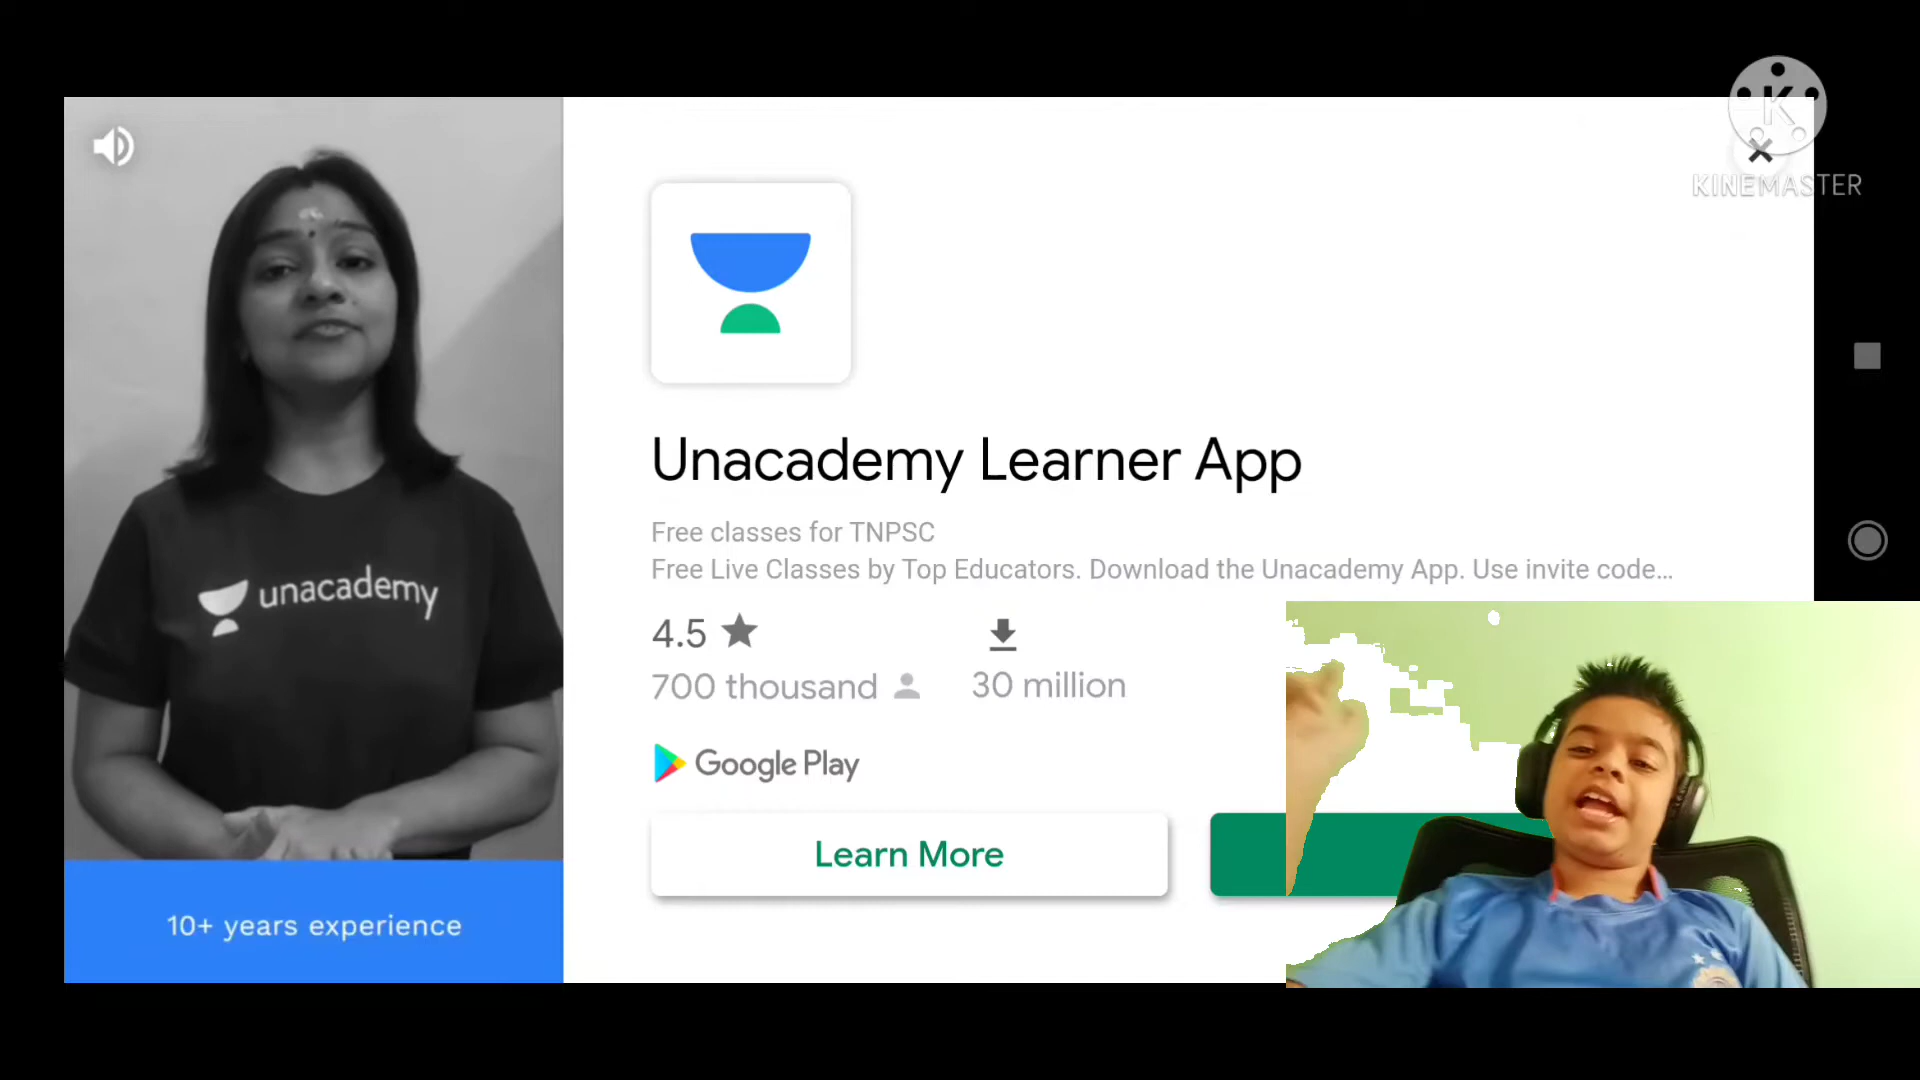 K
KINEMASTER
unacademy
10+ years experience
Unacademy Learner App
Free classes for TNPSC
Free Live Classes by Top Educators. Download the Unacademy App. Use invite code...
4.5
700 thousand
30 million
Google Play
Learn More